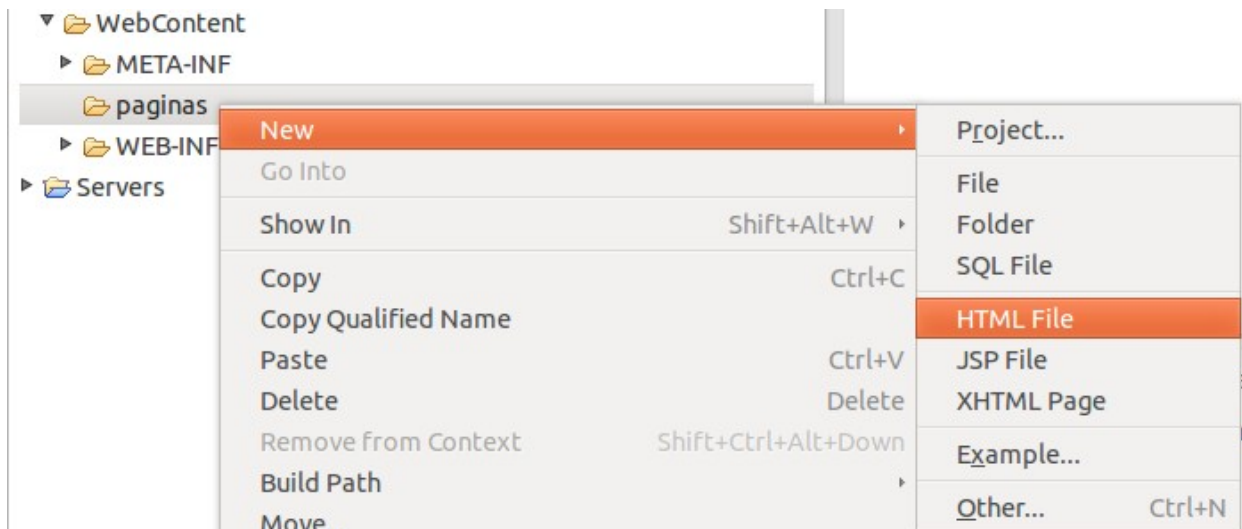 WebContent
META-INF
paginas
WEB-INF
Servers
New
Go Into
Show In Shift+Alt+W
Copy Ctrl+C
Copy Qualified Name
Paste Ctrl+V
Delete Delete
Remove from Context Shift+Ctrl+Alt+Down
Build Path
Move
Project...
File
Folder
SQL File
HTML File
JSP File
XHTML Page
Example...
Other... Ctrl+N